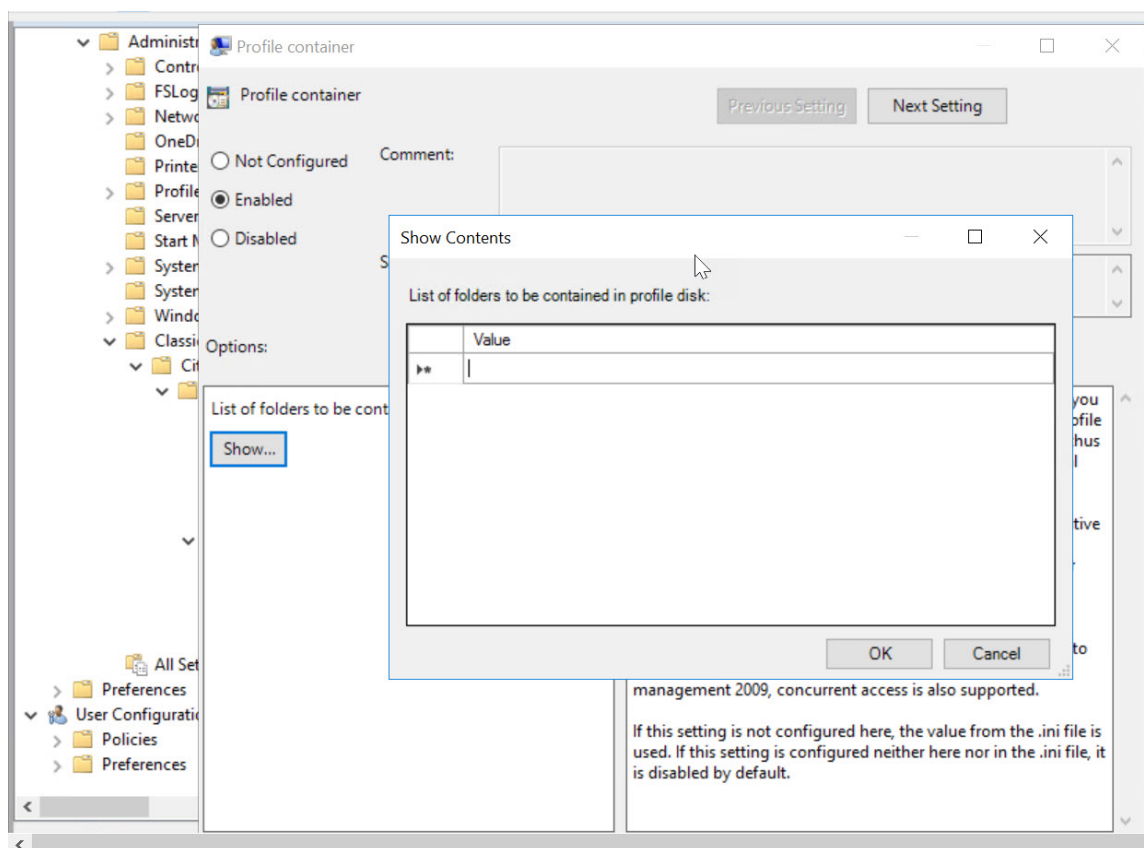 Administr
Profile container
Contr
FSLog
Profile container
Previous Setting
Next Setting
Netwo
OneDr
Printe
Profile
Server
Start M
System
System
Windo
Classi
Cit
Not Configured
Enabled
Disabled
Comment:
S
Options:
List of folders to be cont
Show...
Show Contents
List of folders to be contained in profile disk:
Value
OK
Cancel
you
ofile
hus
l
tive
to
management 2009, concurrent access is also supported.
If this setting is not configured here, the value from the .ini file is
used. If this setting is configured neither here nor in the .ini file, it
is disabled by default.
All Set
Preferences
User Configuratio
Policies
Preferences